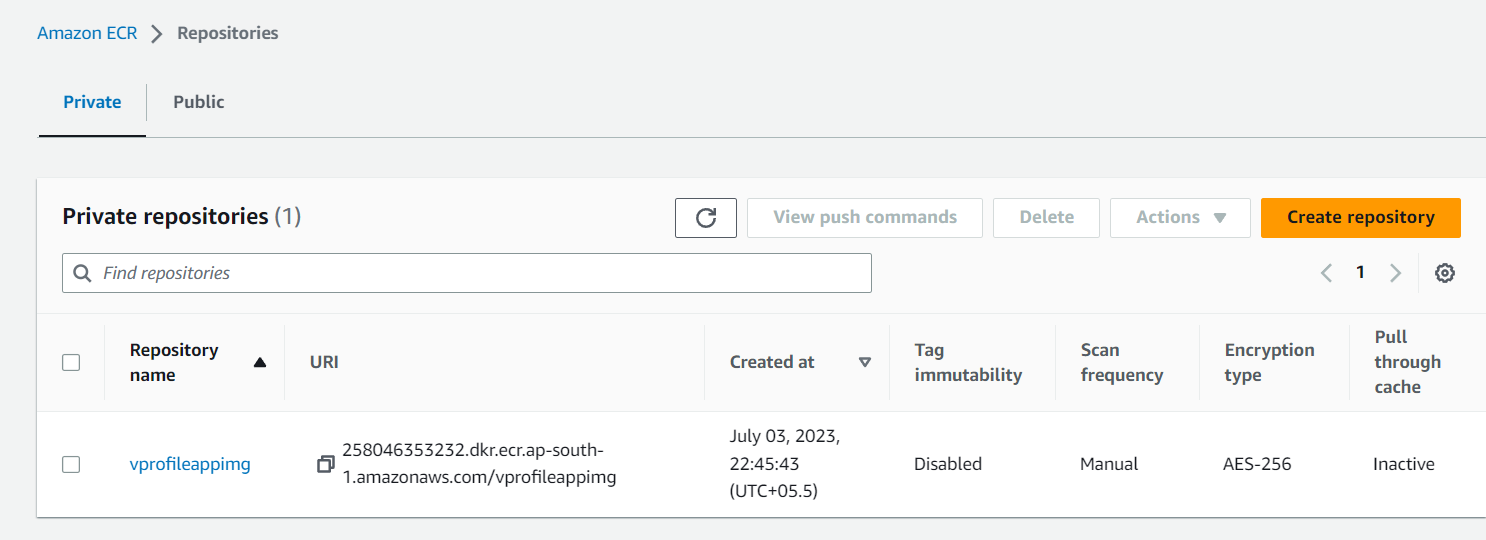 Amazon ECR > Repositories
Private Public
Private repositories (1) View push commands Delete Actions Create repository
Find repositories 1
Repository name URI Created at Tag immutability Scan frequency Encryption type Pull through cache
vprofileappimg
258046353232.dkr.ecr.ap-south-
1.amazonaws.com/vprofileappimg
July 03, 2023,
22:45:43
(UTC+05.5)
Disabled
Manual
AES-256
Inactive